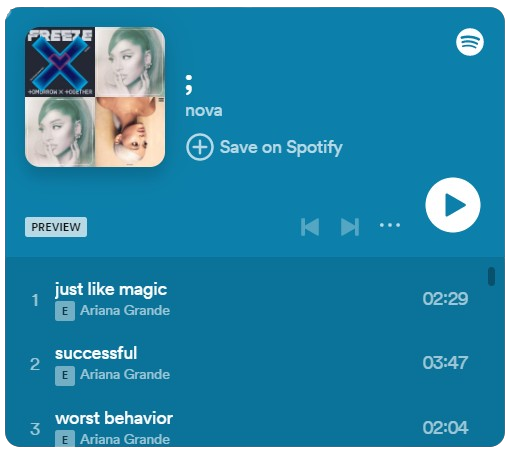 FREEZE
TOMORROW X TOGETHER
;
nova
Save on Spotify
PREVIEW
1 just like magic 02:29
E Ariana Grande
2 successful 03:47
E Ariana Grande
3 worst behavior 02:04
E Ariana Grande